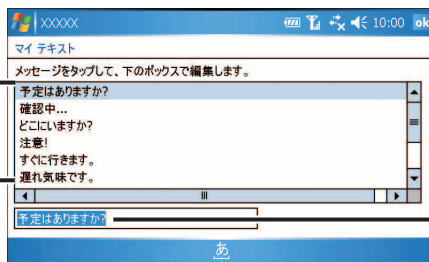 XXXXX 10:00 ok
マイ テキスト
メッセージをタップして、下のボックスで編集します。
予定はありますか?
確認中...
どこにいますか?
注意!
すぐに行きます。
遅れ気味です。
予定はありますか?
あ